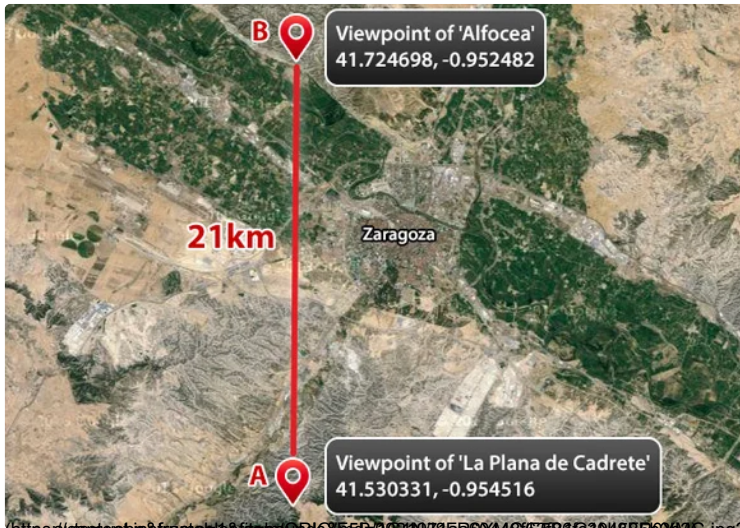 B
Viewpoint of 'Alfocea'
41.724698, -0.952482
21km
Zaragoza
A
Viewpoint of 'La Plana de Cadrete'
41.530331, -0.954516